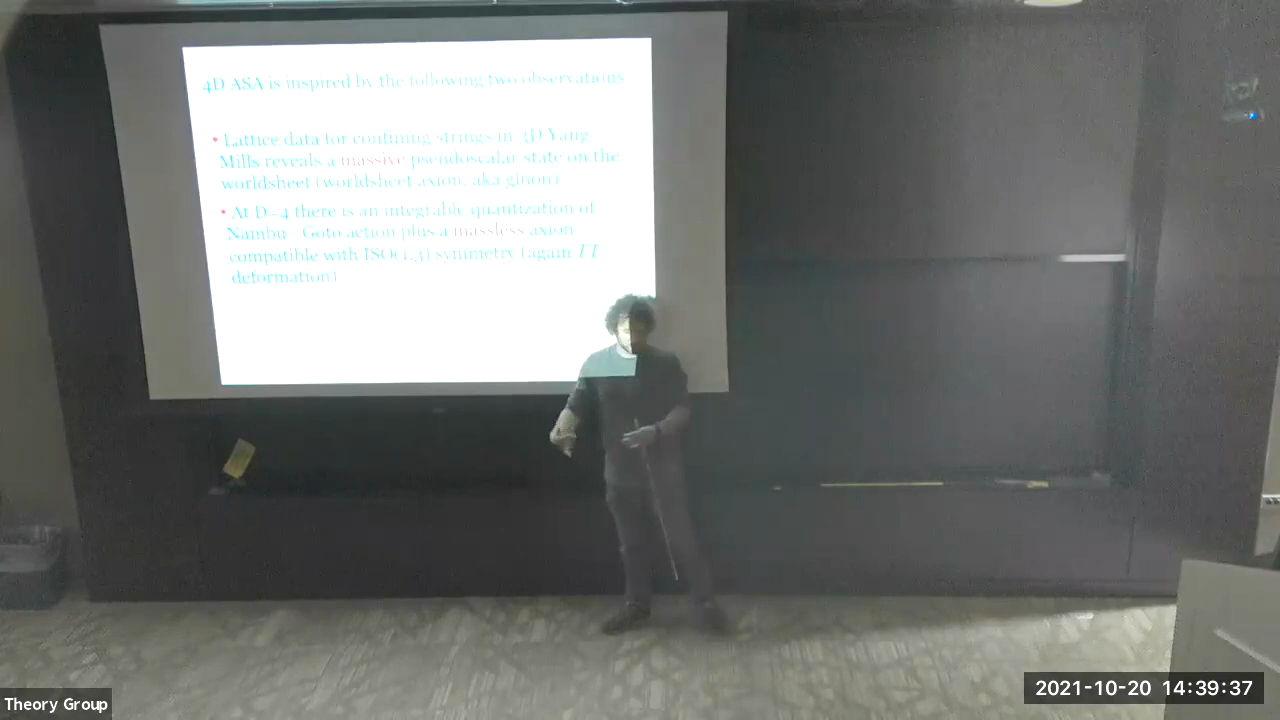 4D ASA is inspired by the following two observations
• Lattice data for confining strings in 3D Yang
Mills reveals a massive pseudoscalar state on the
worldsheet (worldsheet axion, aka gluon)
• At D=4 there is an integrable quantization of
Nambu-Goto action plus a massless axion
compatible with ISO(1,3) symmetry (again
deformation)
Theory Group
2021-10-20 14:39:37